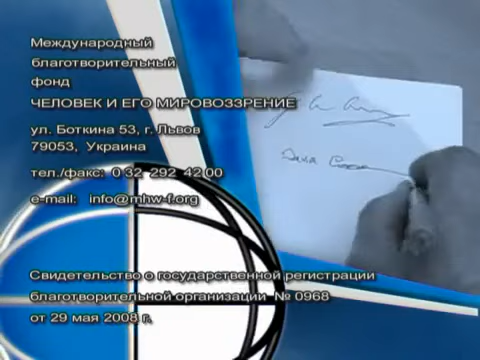 Международный
благотворительный
фонд
ЧЕЛОВЕК И ЕГО МИРОВОЗЗРЕНИЕ
ул. Боткина 53, г. Львов
79053, Украина
тел./факс: 0 32 292 42 00
e-mail: info@mhw-f.org
Свидетельство о государственной регистрации
благотворительной организации № 0968
от 29 мая 2008 г.